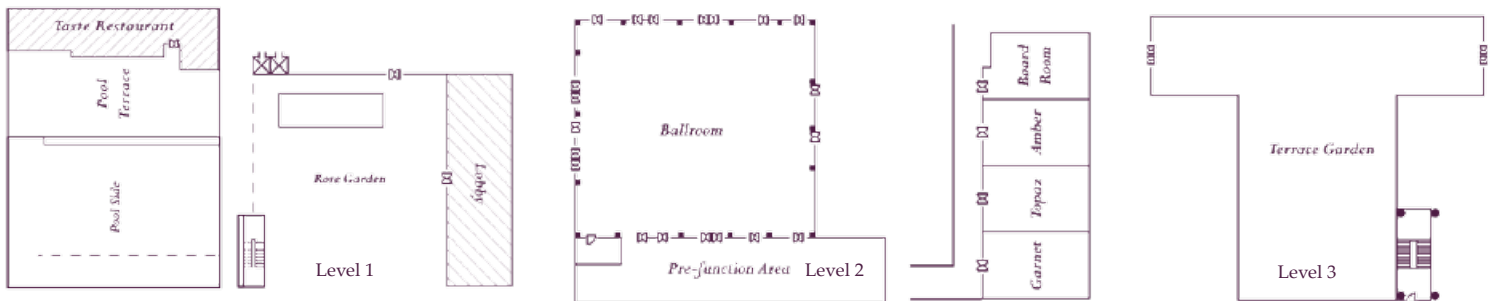 Taste Restaurant
Pool
Terrace
Pool Side
Rose Garden
Lobby
Level 1
Ballroom
Pre-function Area
Level 2
Board
Room
Amber
Topaz
Garnet
Terrace Garden
Level 3